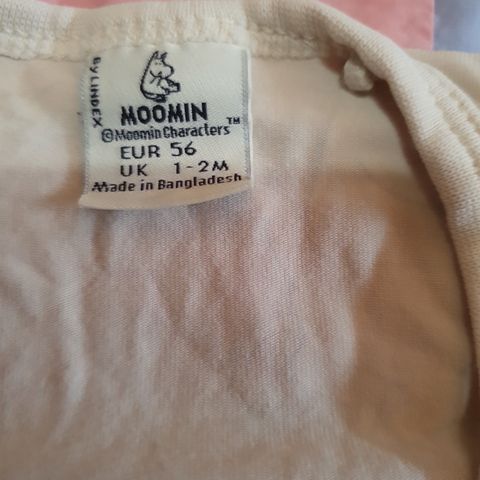 By LINDEX
MOOMIN
©Moomin Characters™
EUR 56
UK 1-2M
Made in Bangladesh